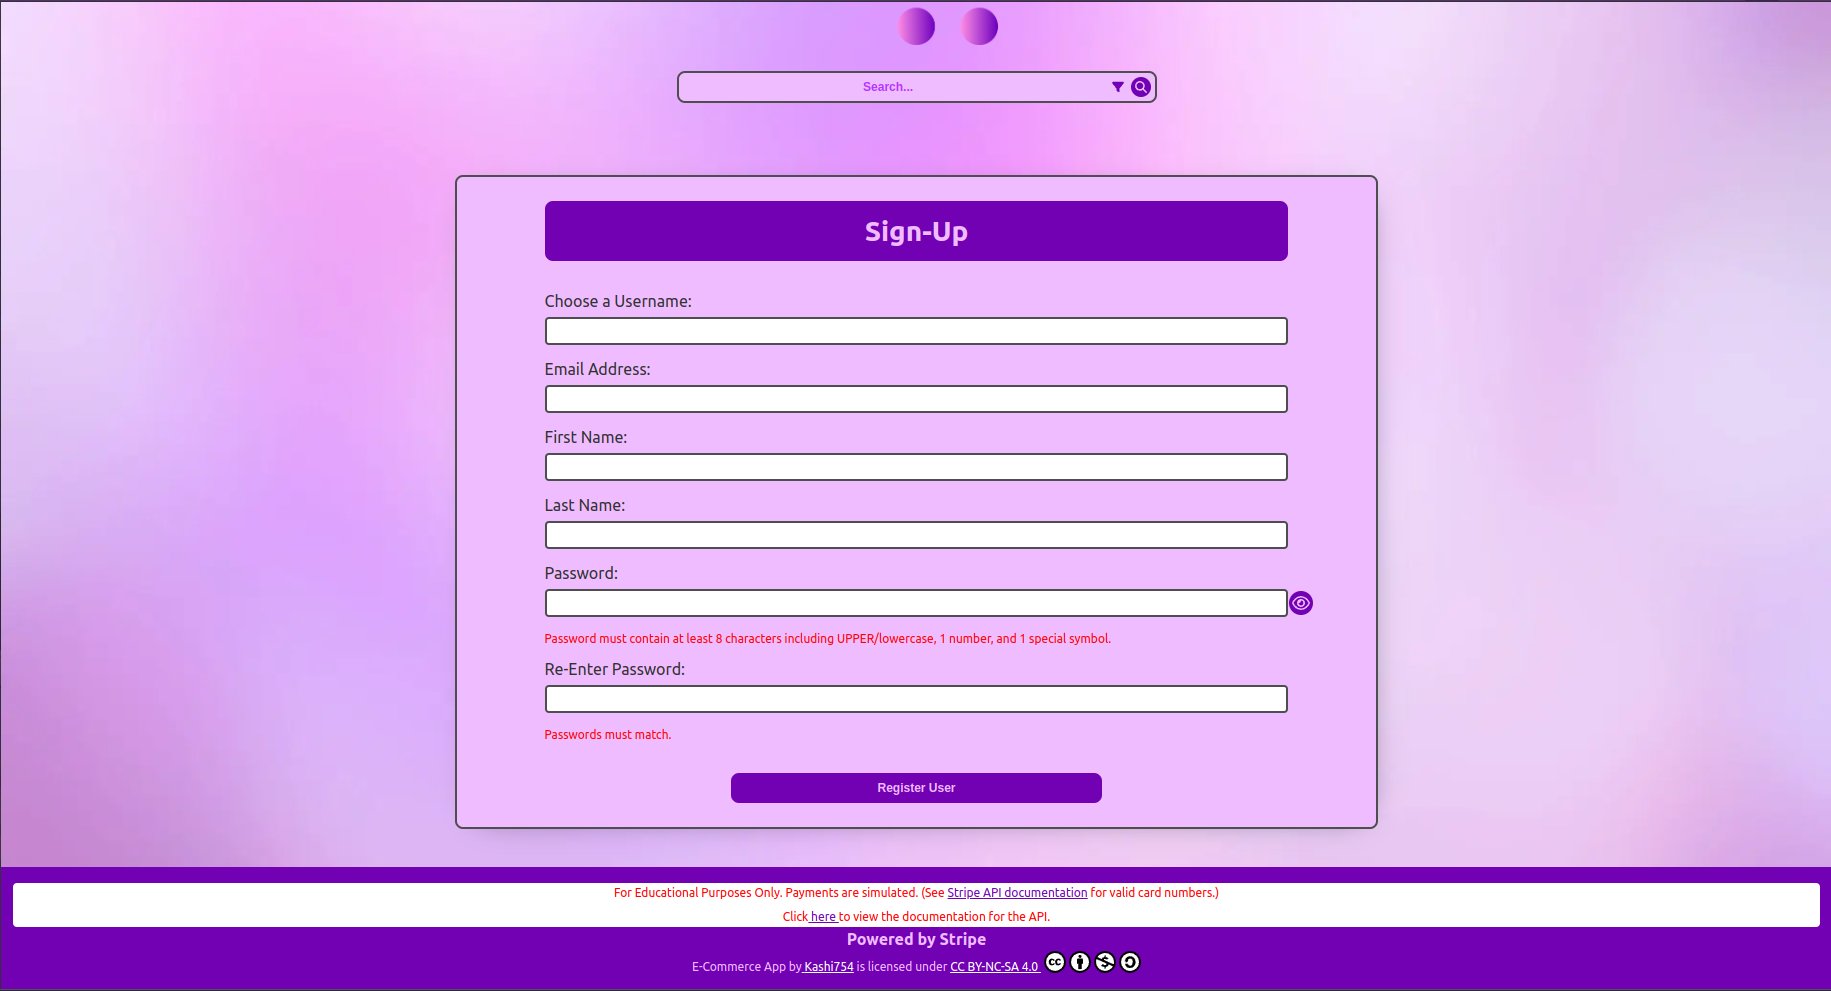 Search...
Sign-Up
Choose a Username:
Email Address:
First Name:
Last Name:
Password:
Password must contain at least 8 characters including UPPER/lowercase, 1 number, and 1 special symbol.
Re-Enter Password:
Passwords must match.
Register User
For Educational Purposes Only. Payments are simulated. (See Stripe API documentation for valid card numbers.)
Click here to view the documentation for the API.
Powered by Stripe
E-Commerce App by Kashi754 is licensed under CC BY-NC-SA 4.0 cc